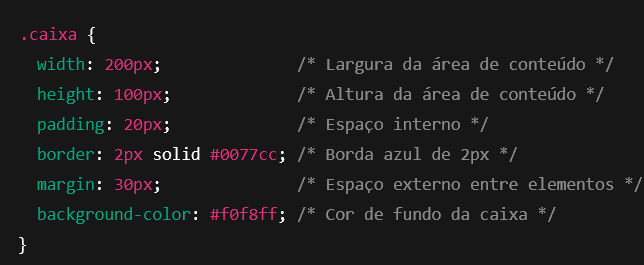 .caixa {
  width: 200px;               /* Largura da área de conteúdo */
  height: 100px;              /* Altura da área de conteúdo */
  padding: 20px;              /* Espaço interno */
  border: 2px solid #0077cc; /* Borda azul de 2px */
  margin: 30px;               /* Espaço externo entre elementos */
  background-color: #f0f8ff; /* Cor de fundo da caixa */
}